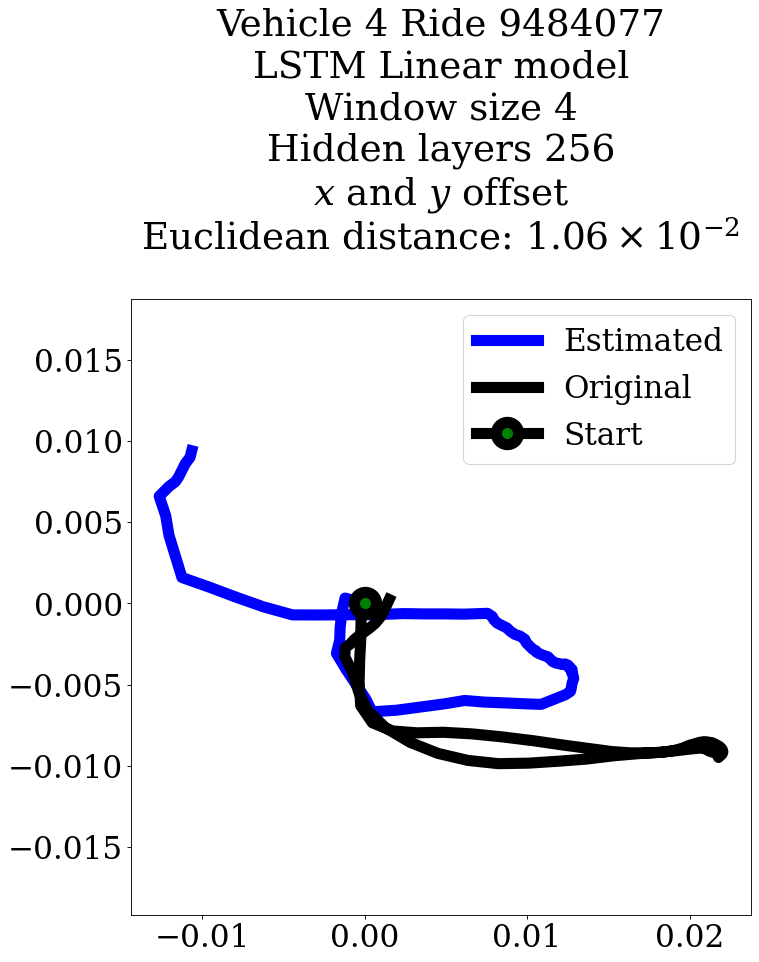 Vehicle 4 Ride 9484077
LSTM Linear model
Window size 4
Hidden layers 256
x and y offset
Euclidean distance: 1.06 × 10⁻²
Estimated
Original
Start
0.015
0.010
0.005
0.000
−0.005
−0.010
−0.015
−0.01 0.00 0.01 0.02